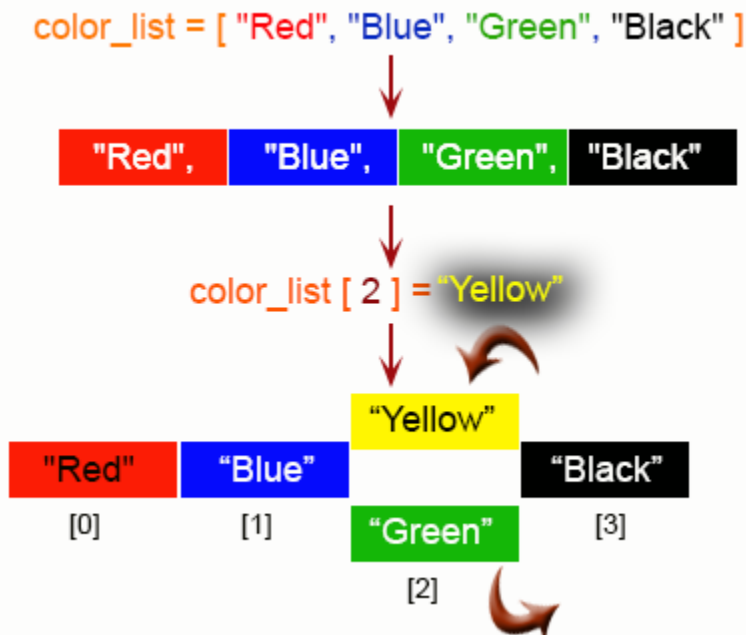 color_list = [ "Red", "Blue", "Green", "Black" ]
"Red", "Blue", "Green", "Black"
color_list [ 2 ] = “Yellow”
“Yellow”
"Red" “Blue” “Black”
[0] [1] “Green” [3]
[2]